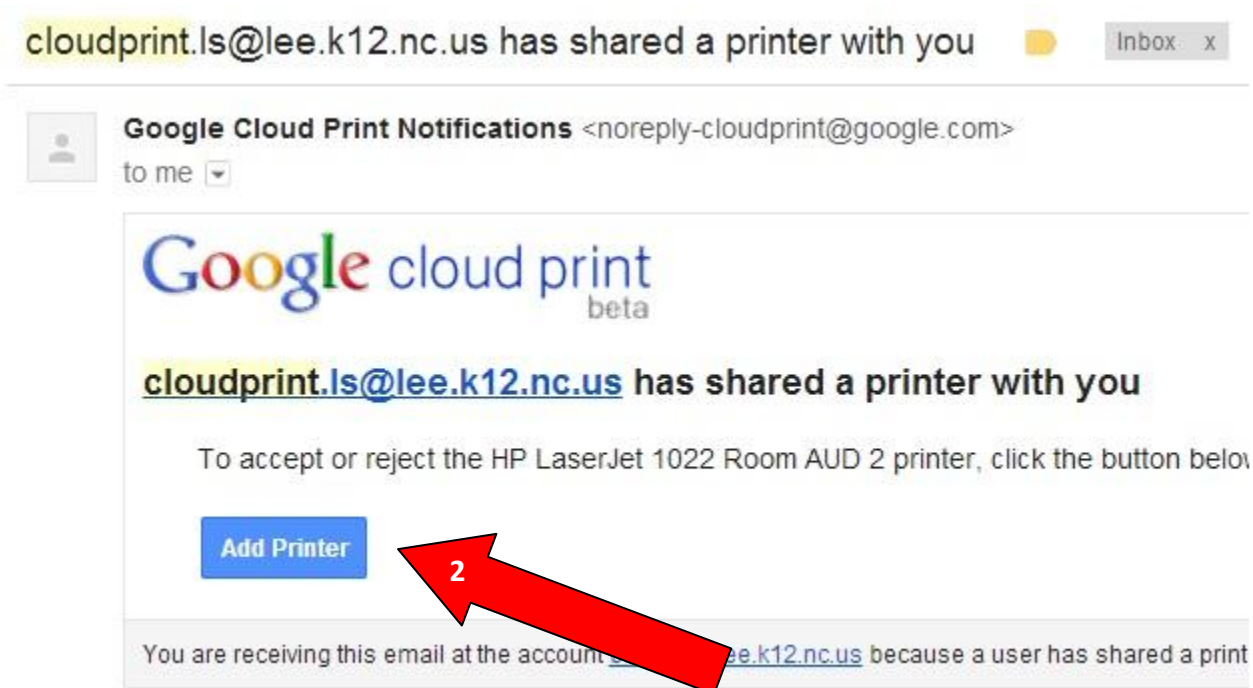 cloudprint.ls@lee.k12.nc.us has shared a printer with you Inbox x
Google Cloud Print Notifications <noreply-cloudprint@google.com>
to me
Google cloud print
beta
cloudprint.ls@lee.k12.nc.us has shared a printer with you
To accept or reject the HP LaserJet 1022 Room AUD 2 printer, click the button
Add Printer
2
You are receiving this email at the account ee.k12.nc.us because a user has shared a print